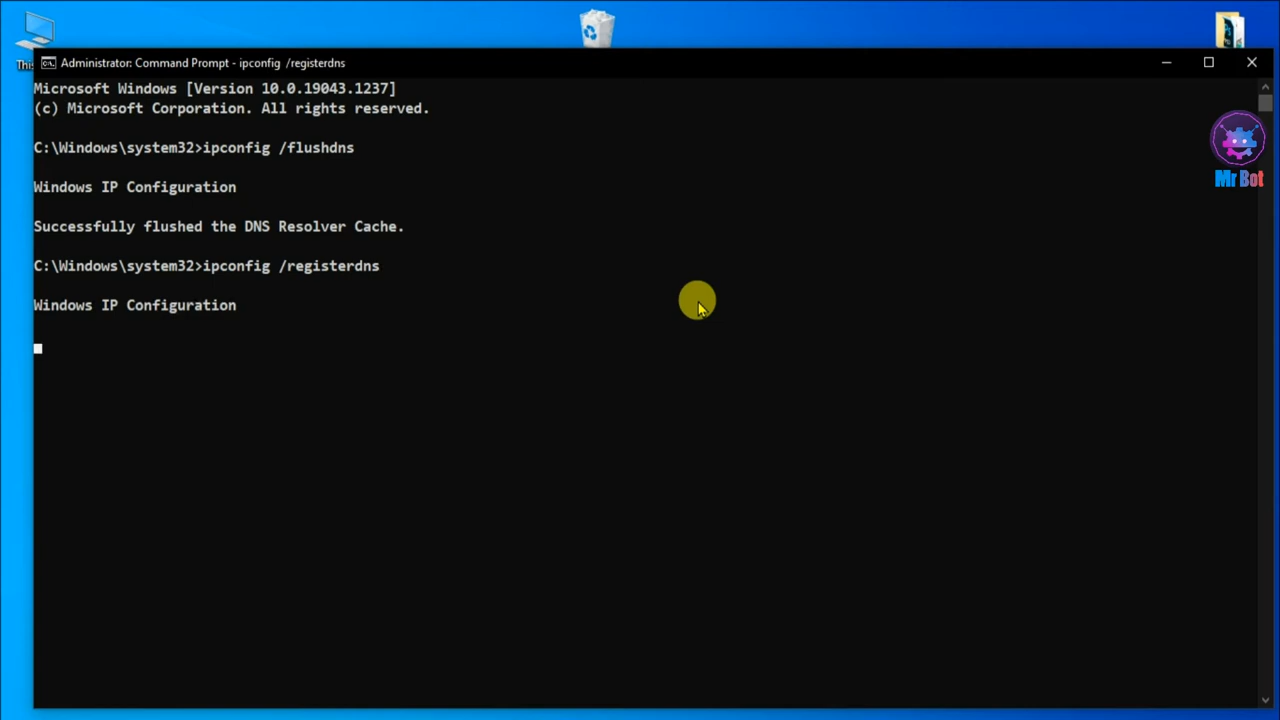 Administrator: Command Prompt - ipconfig /registerdns
Microsoft Windows [Version 10.0.19043.1237]
(c) Microsoft Corporation. All rights reserved.
C:\Windows\system32>ipconfig /flushdns
Windows IP Configuration
Successfully flushed the DNS Resolver Cache.
C:\Windows\system32>ipconfig /registerdns
Windows IP Configuration
Mr Bot